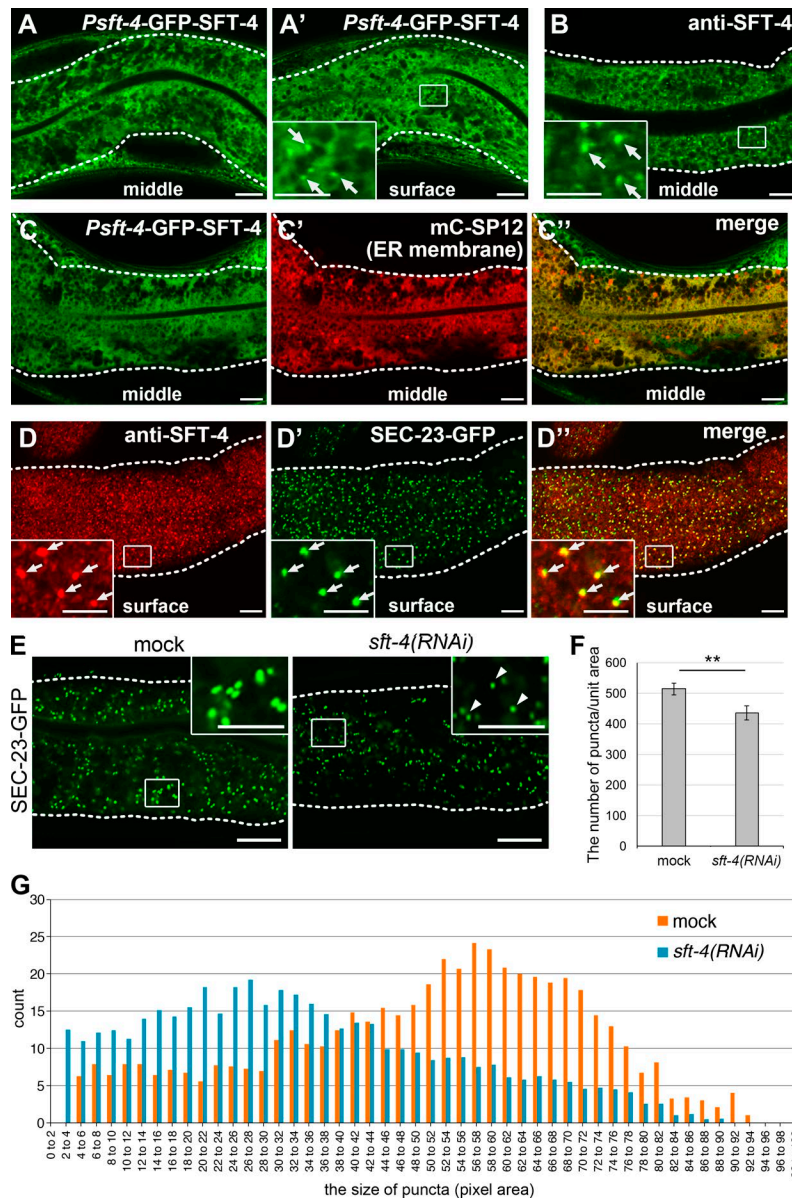 A Psft-4-GFP-SFT-4
middle
A' Psft-4-GFP-SFT-4
surface
B anti-SFT-4
middle
C Psft-4-GFP-SFT-4
middle
C' mC-SP12
(ER membrane)
middle
C'' merge
middle
D anti-SFT-4
surface
D' SEC-23-GFP
surface
D'' merge
surface
E
mock
sft-4(RNAi)
SEC-23-GFP
F
**
The number of puncta/unit area
600
500
400
300
200
100
0
mock
sft-4(RNAi)
G
mock
sft-4(RNAi)
count
30
25
20
15
10
5
0
0 to 2
2 to 4
4 to 6
6 to 8
8 to 10
10 to 12
12 to 14
14 to 16
16 to 18
18 to 20
20 to 22
22 to 24
24 to 26
26 to 28
28 to 30
30 to 32
32 to 34
34 to 36
36 to 38
38 to 40
40 to 42
42 to 44
44 to 46
46 to 48
48 to 50
50 to 52
52 to 54
54 to 56
56 to 58
58 to 60
60 to 62
62 to 64
64 to 66
66 to 68
68 to 70
70 to 72
72 to 74
74 to 76
76 to 78
78 to 80
80 to 82
82 to 84
84 to 86
86 to 88
88 to 90
90 to 92
92 to 94
94 to 96
96 to 98
the size of puncta (pixel area)